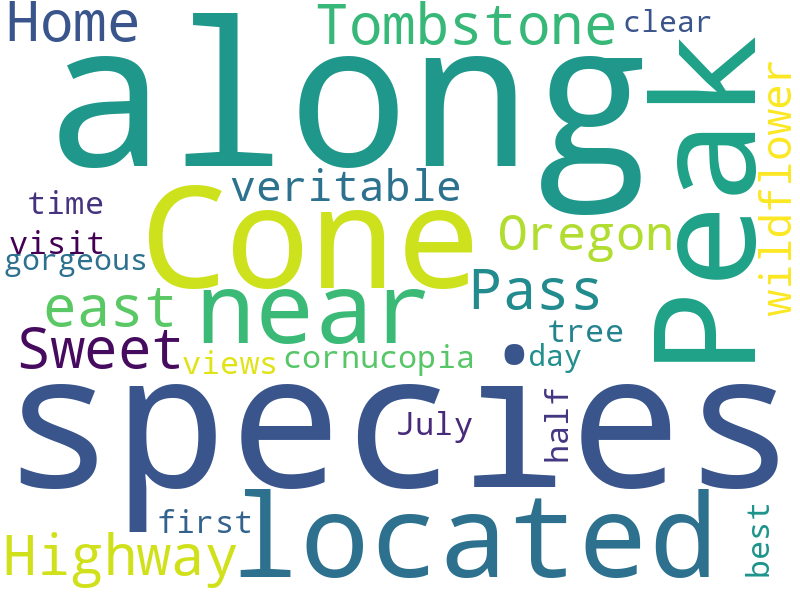 Home
Tombstone
clear
along
Peak
wildflower
time
veritable
visit
Cone
Oregon
gorgeous
east
near
Pass
Sweet
views
cornucopia
tree
day
species
July
half
first
located
Highway
best